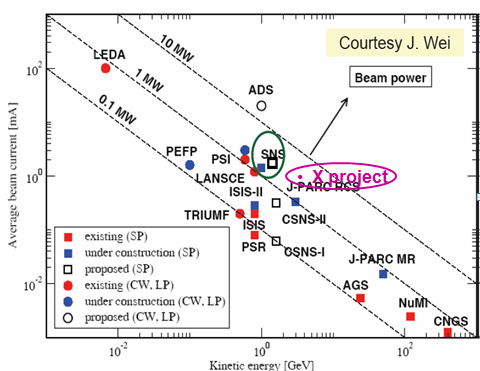 Courtesy J. Wei
10 MW
LEDA
10²
1 MW
ADS
Beam power
0.1 MW
PEFP
PSI
SNS
LANSCE
X project
10⁰
ISIS-II
J-PARC RCS
TRIUMF
CSNS-II
ISIS
PSR
CSNS-I
J-PARC MR
AGS
NuMI
CNGS
10⁻²
Average beam current [mA]
existing (SP)
under construction (SP)
proposed (SP)
existing (CW, LP)
under construction (CW, LP)
proposed (CW, LP)
10⁻² 10⁰ 10² 10⁴
Kinetic energy [GeV]